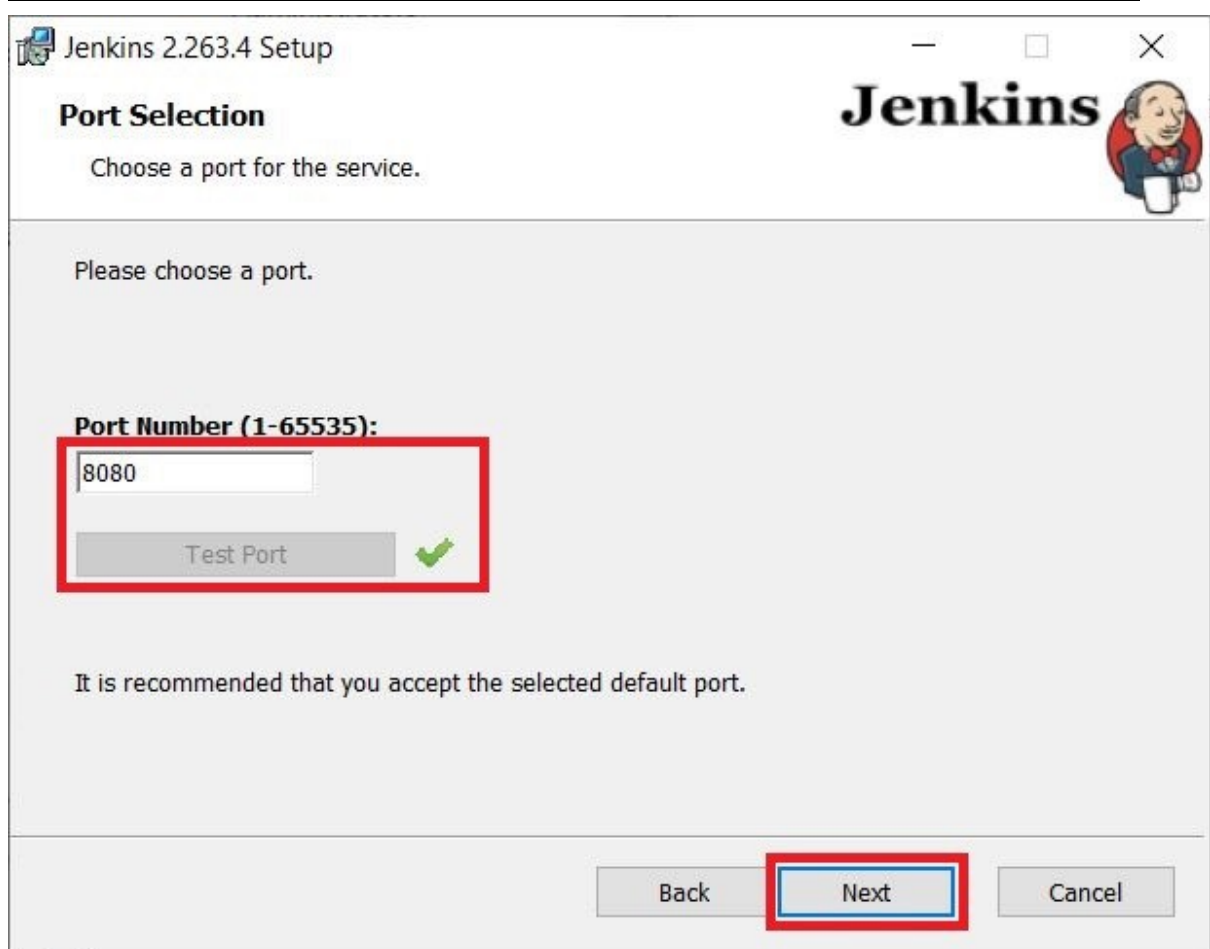 Jenkins 2.263.4 Setup
Port Selection
Jenkins
Choose a port for the service.
Please choose a port.
Port Number (1-65535):
8080
Test Port
It is recommended that you accept the selected default port.
Back
Next
Cancel